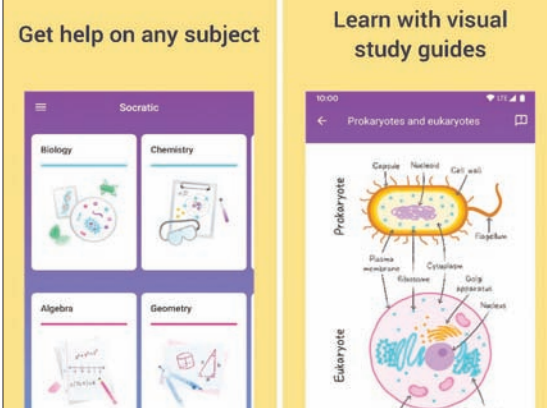 Get help on any subject
Socratic
Biology
Chemistry
Algebra
Geometry
Learn with visual
study guides
10:00
LTE
Prokaryotes and eukaryotes
Prokaryote
Capsule
Nucleoid
Cell wall
Flagellum
Plasma
membrane
Ribosome
Cytoplasm
Golgi
apparatus
Nucleus
Eukaryote